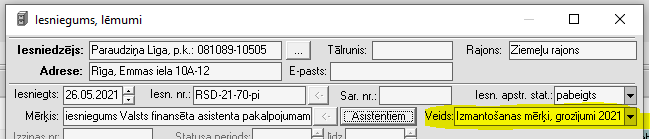 Iesniegums, lēmumi
Iesniedzējs: Paraudziņa Līga, p.k.: 081089-10505 ... Tālrunis: Rajons: Ziemeļu rajons
Adrese: Rīga, Emmas iela 10A-12 E-pasts:
Iesniegts: 26.05.2021 Iesn. nr.: RSD-21-70-pi <- Sar. nr.: Iesn. apstr. stat.: pabeigts
Mērķis: iesniegums Valsts finansēta asistenta pakalpojumam <- Asistentiem Veids: Izmantošanas mērķi, grozījumi 2021
Izziņas nr. Statusa periods: